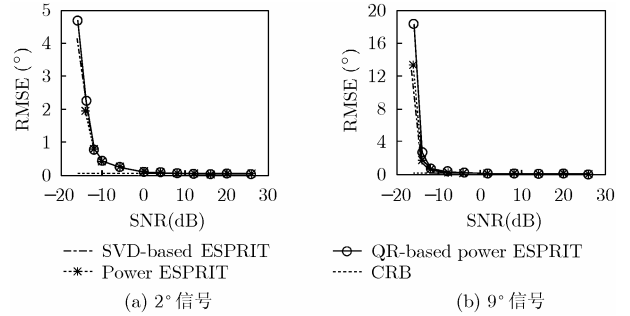 5
4
3
2
1
0
RMSE (°)
−20 −10 0 10 20 30
SNR(dB)
20
16
12
8
4
0
RMSE (°)
−20 −10 0 10 20 30
SNR(dB)
SVD-based ESPRIT
Power ESPRIT
QR-based power ESPRIT
CRB
(a) 2°信号
(b) 9°信号